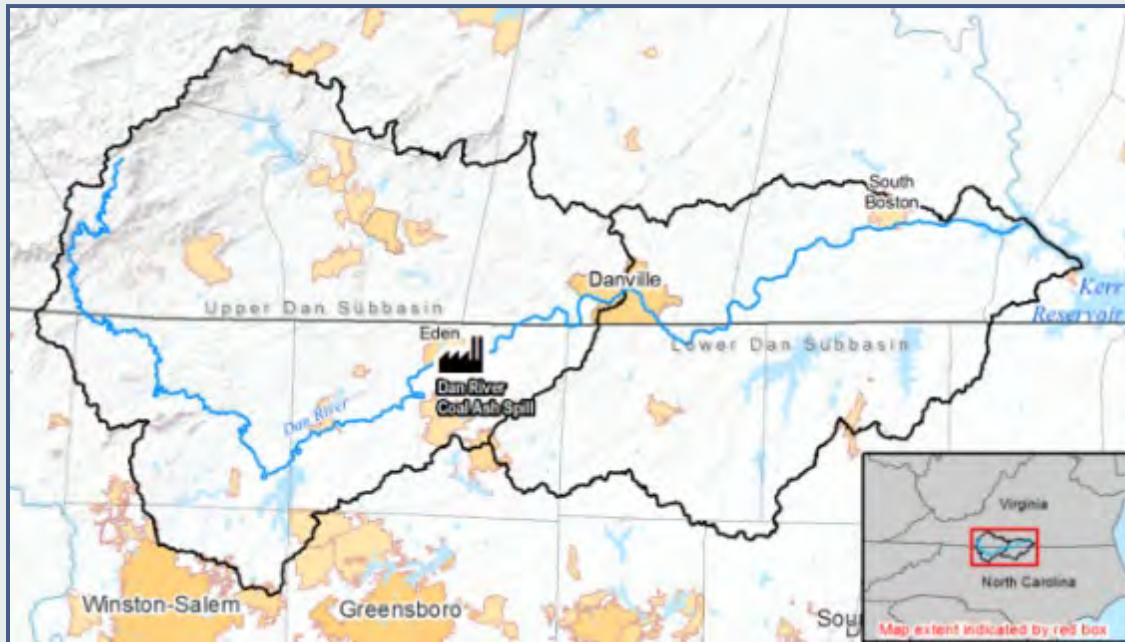 South
Boston
Danville
Kerr
Reservoir
Upper Dan Subbasin
Eden
Lower Dan Subbasin
Dan River
Coal Ash Spill
Dan River
Virginia
North Carolina
Winston-Salem
Greensboro
Map extent indicated by red box